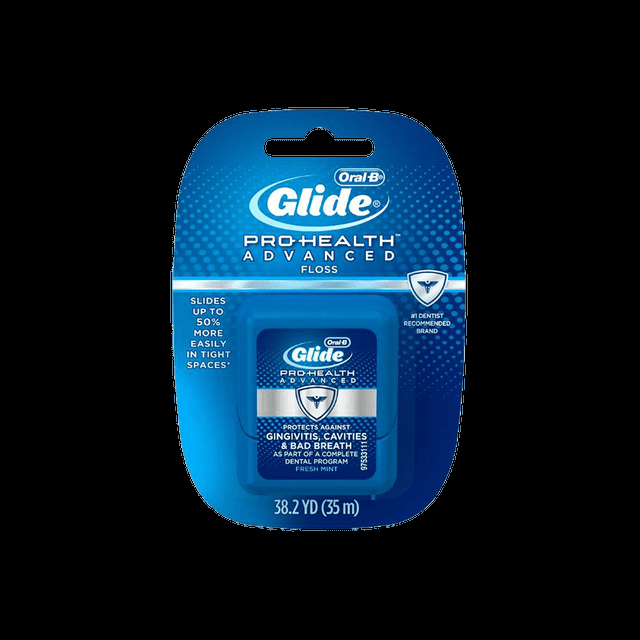 Oral-B®
Glide®
PRO-HEALTH™
ADVANCED
FLOSS
SLIDES
UP TO
50%
MORE
EASILY
IN TIGHT
SPACES*
#1 DENTIST
RECOMMENDED
BRAND
Oral-B
Glide
PRO-HEALTH
ADVANCED
PROTECTS AGAINST
GINGIVITIS, CAVITIES
& BAD BREATH
AS PART OF A COMPLETE
DENTAL PROGRAM
FRESH MINT
97533111
38.2 YD (35 m)